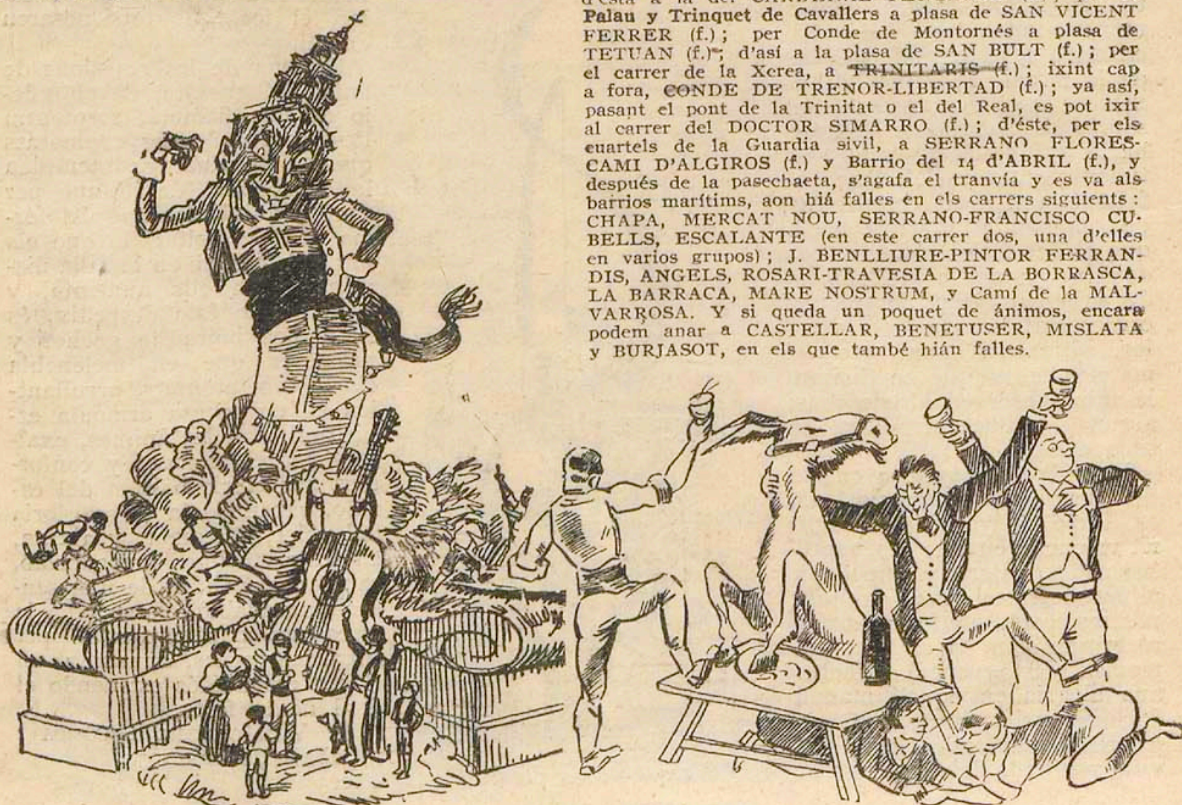 Palau y Trinquet de Cavallers a plasa de SAN VICENT
FERRER (f.) ; per Conde de Montornés a plasa de
TETUAN (f.) ; d'así a la plasa de SAN BULT (f.) ; per
el carrer de la Xerea, a TRINITARIS (f.) ; ixint cap
a fora, CONDE DE TRENOR-LIBERTAD (f.) ; ya así,
pasant el pont de la Trinitat o el del Real, es pot ixir
al carrer del DOCTOR SIMARRO (f.) ; d'éste, per els
cuartels de la Guardia sivil, a SERRANO FLORES-
CAMI D'ALGIROS (f.) y Barrio del 14 d'ABRIL (f.), y
después de la pasechaeta, s'agafa el tranvía y es va als
barrios marítims, aon hiá falles en els carrers siguients :
CHAPA, MERCAT NOU, SERRANO-FRANCISCO CU-
BELLS, ESCALANTE (en este carrer dos, una d'elles
en varios grupos) ; J. BENLLIURE-PINTOR FERRAN-
DIS, ANGELS, ROSARI-TRAVESIA DE LA BORRASCA,
LA BARRACA, MARE NOSTRUM, y Camí de la MAL-
VARROSA. Y si queda un poquet de ánimos, encara
podem anar a CASTELLAR, BENETUSER, MISLATA
y BURJASOT, en els que també hián falles.